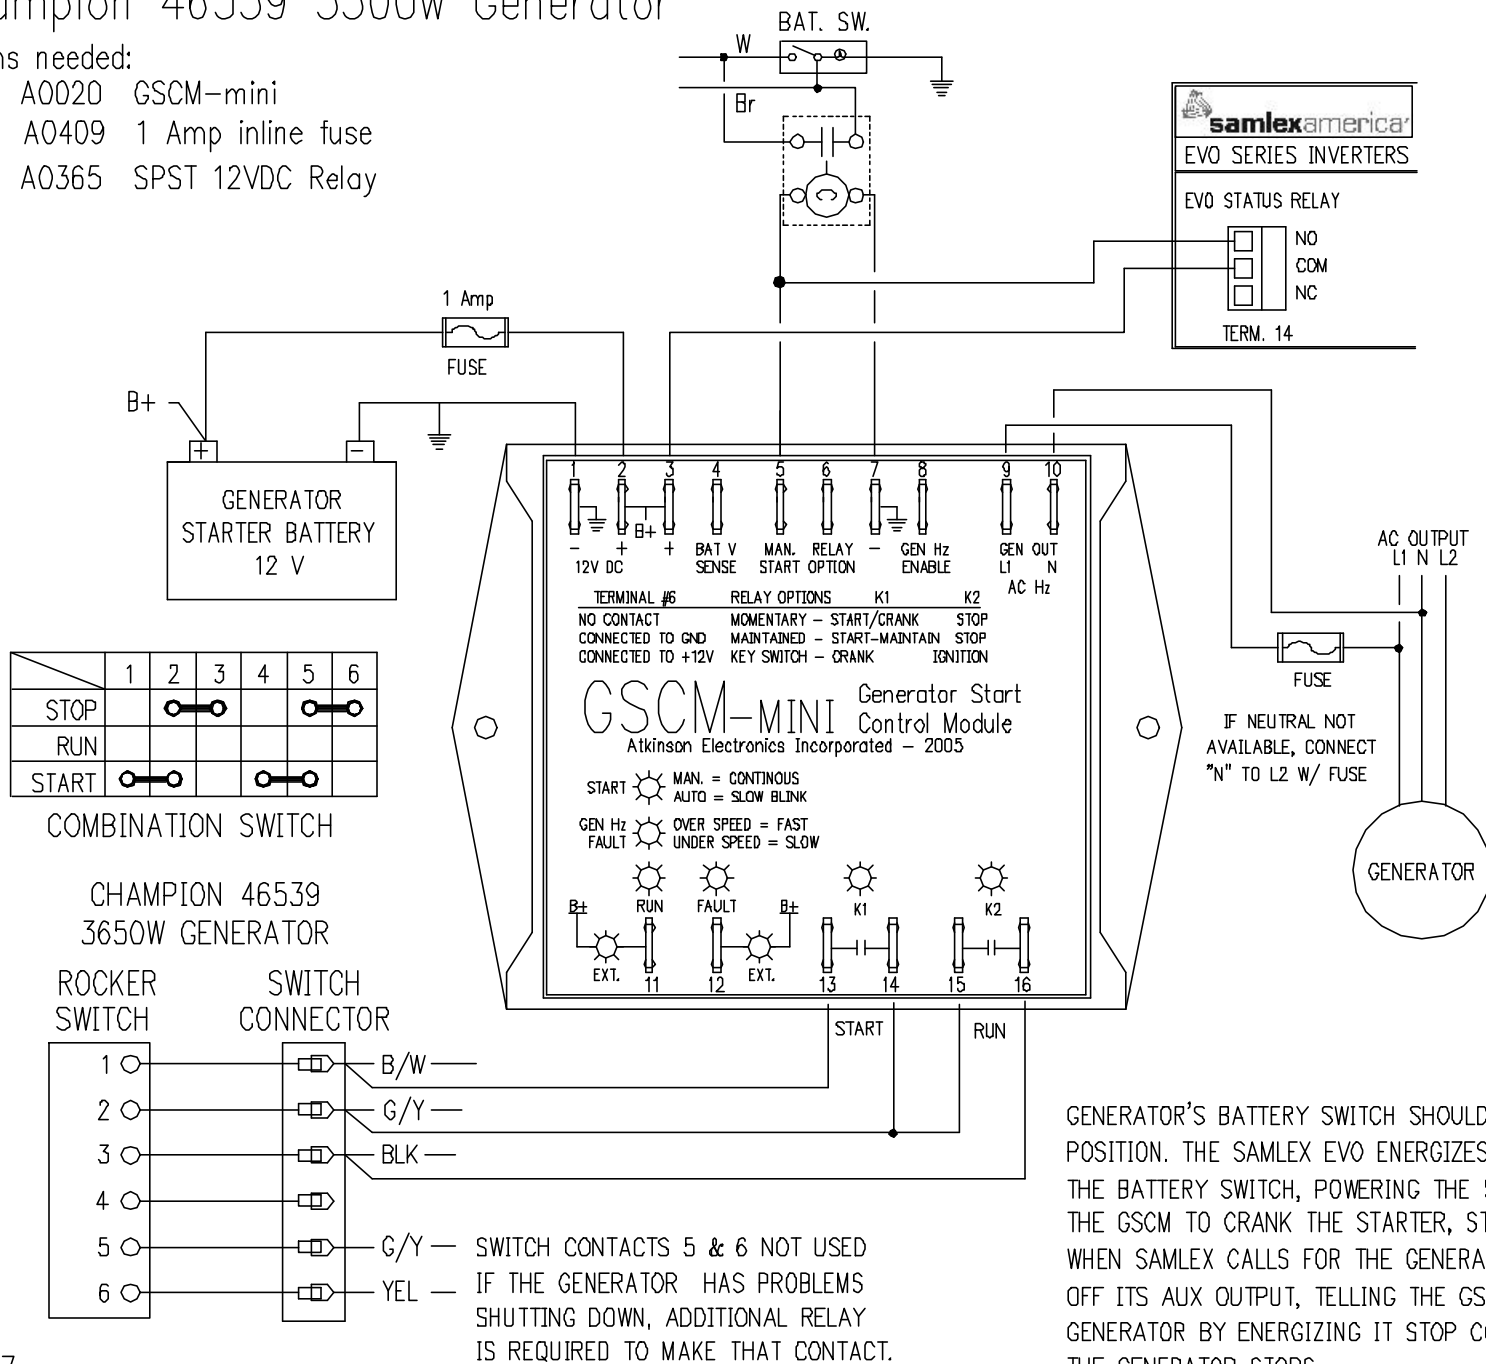 46539 3500w Generator
needed:
A0020 GSCM-mini
A0409 1 Amp inline fuse
A0365 SPST 12VDC Relay
BAT. SW.
W
Br
samlexamerica
EVO SERIES INVERTERS
EVO STATUS RELAY
NO
COM
NC
TERM. 14
1 Amp
FUSE
B+
+
-
GENERATOR
STARTER BATTERY
12 V
1 2 3 4 5 6 7 8 9 10
B+
- + + BAT V MAN. RELAY - GEN Hz GEN OUT
12V DC SENSE START OPTION ENABLE L1 N
AC Hz
TERMINAL #6 RELAY OPTIONS K1 K2
NO CONTACT MOMENTARY - START/CRANK STOP
CONNECTED TO GND MAINTAINED - START-MAINTAIN STOP
CONNECTED TO +12V KEY SWITCH - CRANK IGNITION
GSCM-MINI Generator Start
Control Module
Atkinson Electronics Incorporated - 2005
START MAN. = CONTINOUS
AUTO = SLOW BLINK
GEN Hz OVER SPEED = FAST
FAULT UNDER SPEED = SLOW
RUN FAULT K1 K2
B+ B+
EXT. EXT.
11 12 13 14 15 16
START RUN
AC OUTPUT
L1 N L2
FUSE
IF NEUTRAL NOT
AVAILABLE, CONNECT
"N" TO L2 W/ FUSE
GENERATOR
1 2 3 4 5 6
STOP
RUN
START
COMBINATION SWITCH
CHAMPION 46539
3650W GENERATOR
ROCKER SWITCH
SWITCH CONNECTOR
1 B/W
2 G/Y
3 BLK
4
5 G/Y
6 YEL
SWITCH CONTACTS 5 & 6 NOT USED
IF THE GENERATOR HAS PROBLEMS
SHUTTING DOWN, ADDITIONAL RELAY
IS REQUIRED TO MAKE THAT CONTACT.
GENERATOR'S BATTERY SWITCH SHOULD
POSITION. THE SAMLEX EVO ENERGIZES
THE BATTERY SWITCH, POWERING THE
THE GSCM TO CRANK THE STARTER,
WHEN SAMLEX CALLS FOR THE
OFF ITS AUX OUTPUT, TELLING THE
GENERATOR BY ENERGIZING IT STOP
THE GENERATOR STOPS